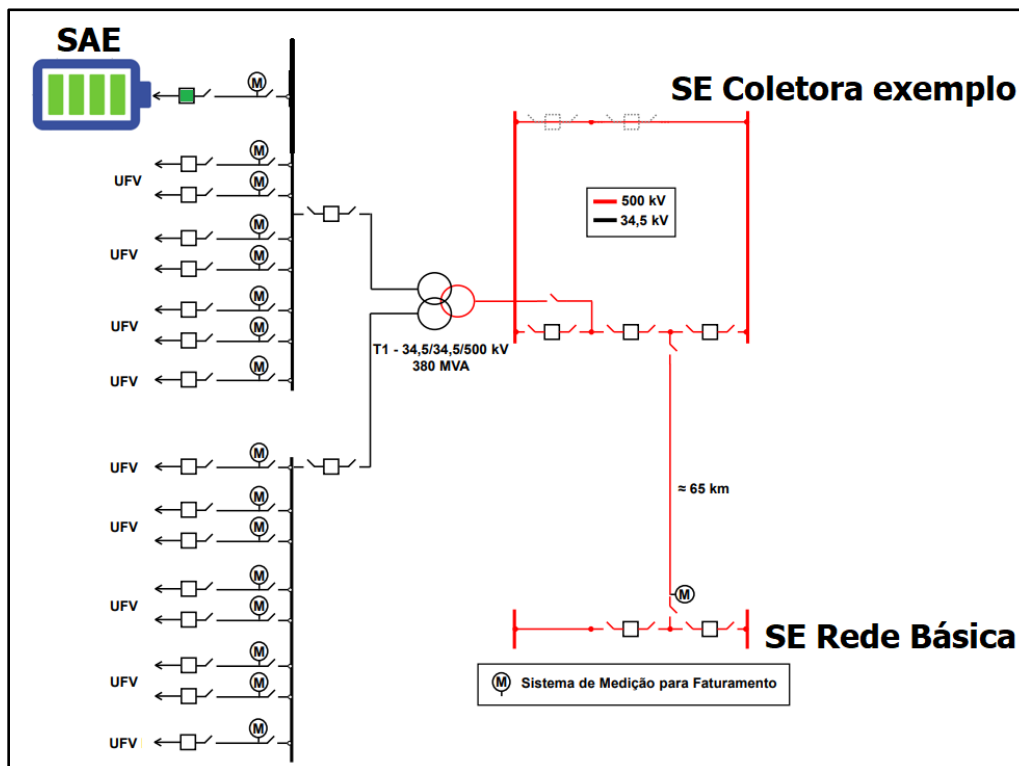 SAE
SE Coletora exemplo
M
M
UFV
M
500 kV
34,5 kV
M
UFV
M
M
UFV
M
T1 - 34,5/34,5/500 kV
380 MVA
UFV
M
UFV
M
M
UFV
M
≈ 65 km
M
UFV
M
M
M
UFV
M
SE Rede Básica
M
Sistema de Medição para Faturamento
UFV
M